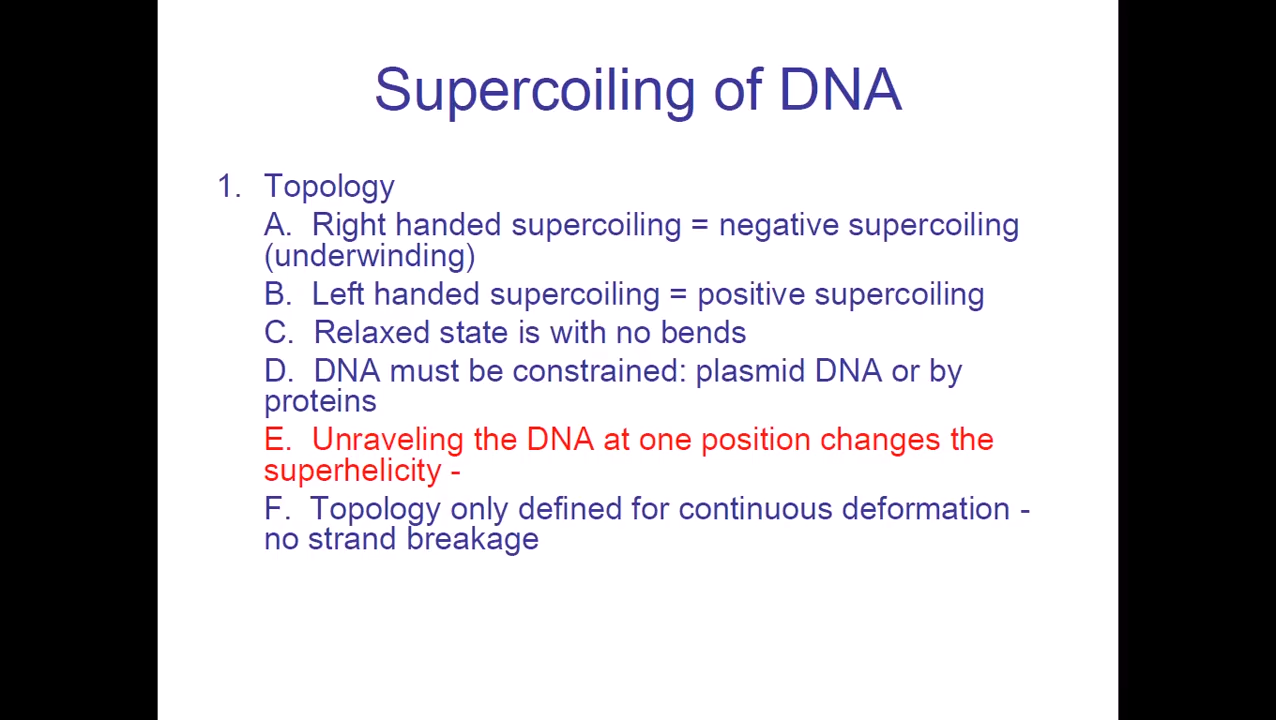 Supercoiling of DNA
1. Topology
A. Right handed supercoiling = negative supercoiling
(underwinding)
B. Left handed supercoiling = positive supercoiling
C. Relaxed state is with no bends
D. DNA must be constrained: plasmid DNA or by
proteins
E. Unraveling the DNA at one position changes the
superhelicity -
F. Topology only defined for continuous deformation -
no strand breakage